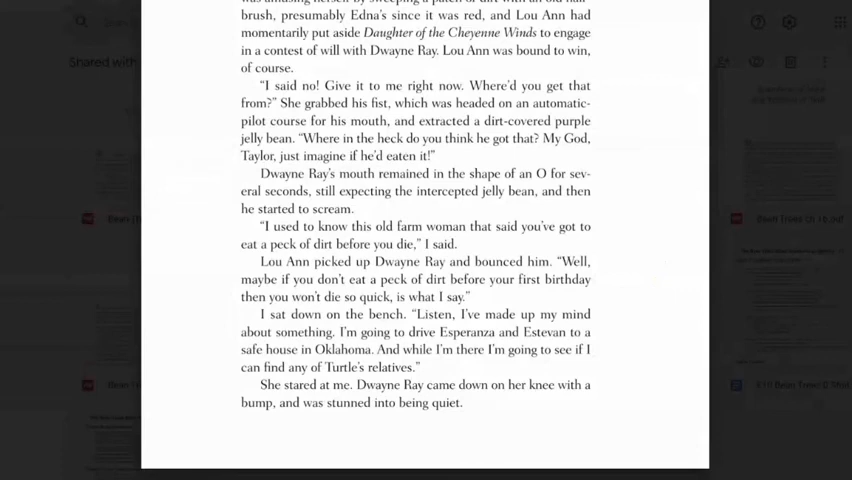 was amusing herself by sweeping a patch of dirt with an old hair-
brush, presumably Edna's since it was red, and Lou Ann had
momentarily put aside Daughter of the Cheyenne Winds to engage
in a contest of will with Dwayne Ray. Lou Ann was bound to win,
of course.
"I said no! Give it to me right now. Where'd you get that
from?" She grabbed his fist, which was headed on an automatic-
pilot course for his mouth, and extracted a dirt-covered purple
jelly bean. "Where in the heck do you think he got that? My God,
Taylor, just imagine if he'd eaten it!"
Dwayne Ray's mouth remained in the shape of an O for sev-
eral seconds, still expecting the intercepted jelly bean, and then
he started to scream.
"I used to know this old farm woman that said you've got to
eat a peck of dirt before you die," I said.
Lou Ann picked up Dwayne Ray and bounced him. "Well,
maybe if you don't eat a peck of dirt before your first birthday
then you won't die so quick, is what I say."
I sat down on the bench. "Listen, I've made up my mind
about something. I'm going to drive Esperanza and Estevan to a
safe house in Oklahoma. And while I'm there I'm going to see if I
can find any of Turtle's relatives."
She stared at me. Dwayne Ray came down on her knee with a
bump, and was stunned into being quiet.
Shared with